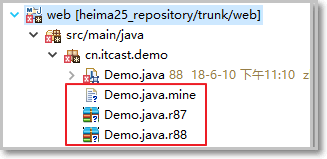 web [heima25_repository/trunk/web]
src/main/java
cn.itcast.demo
Demo.java 88 18-6-10 下午11:10 z
Demo.java.mine
Demo.java.r87
Demo.java.r88